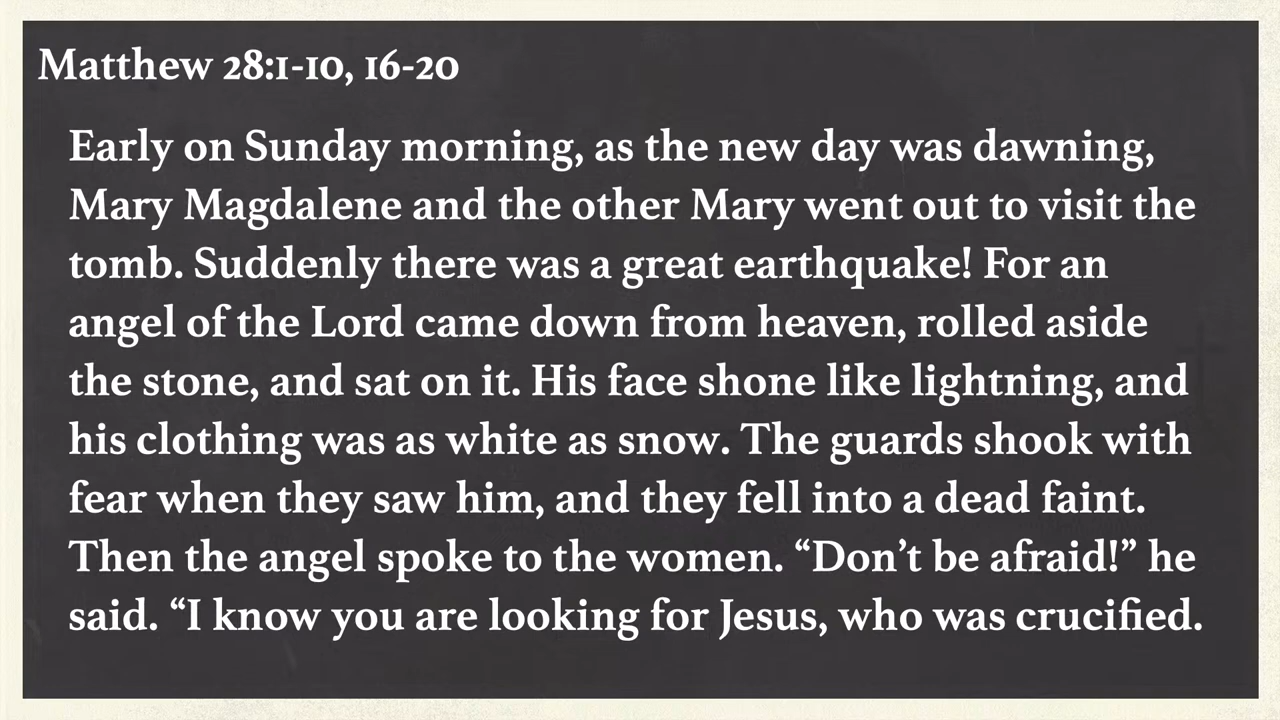 Matthew 28:1-10, 16-20
Early on Sunday morning, as the new day was dawning,
Mary Magdalene and the other Mary went out to visit the
tomb. Suddenly there was a great earthquake! For an
angel of the Lord came down from heaven, rolled aside
the stone, and sat on it. His face shone like lightning, and
his clothing was as white as snow. The guards shook with
fear when they saw him, and they fell into a dead faint.
Then the angel spoke to the women. “Don’t be afraid!” he
said. “I know you are looking for Jesus, who was crucified.